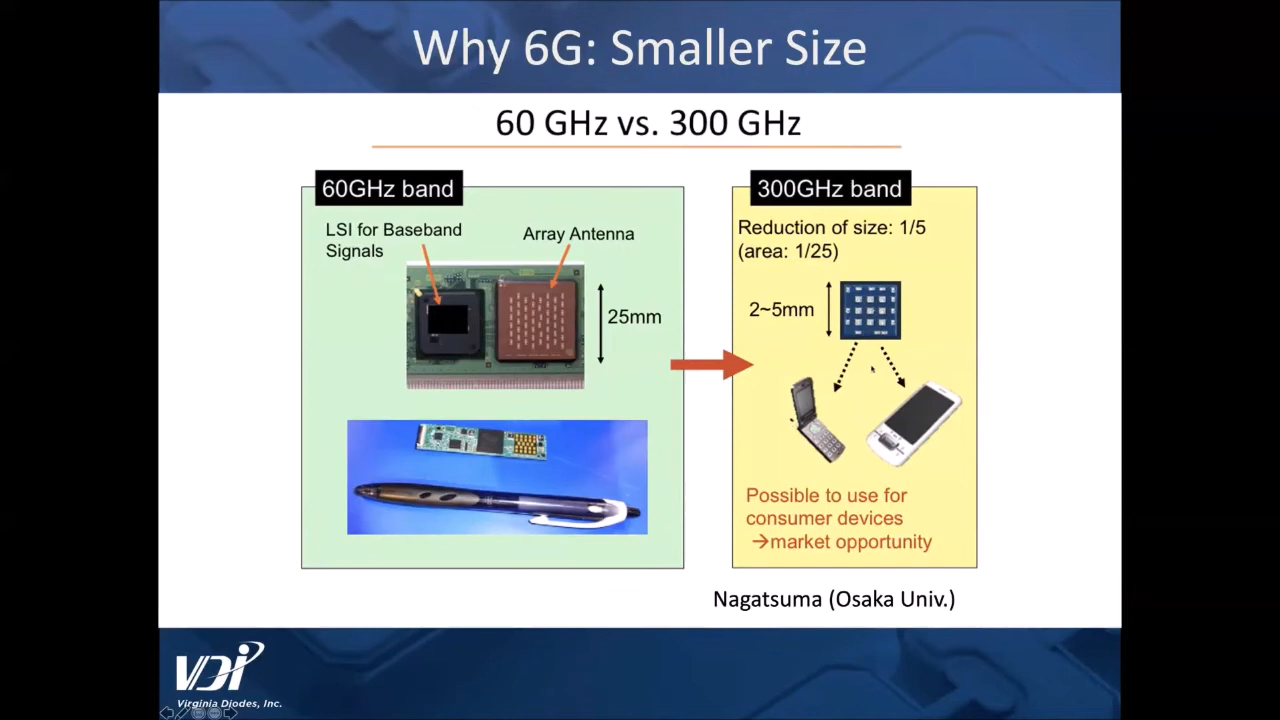 Why 6G: Smaller Size
60 GHz vs. 300 GHz
60GHz band
LSI for Baseband
Signals
Array Antenna
25mm
300GHz band
Reduction of size: 1/5
(area: 1/25)
2~5mm
Possible to use for
consumer devices
→market opportunity
Nagatsuma (Osaka Univ.)
VDI
Virginia Diodes, Inc.